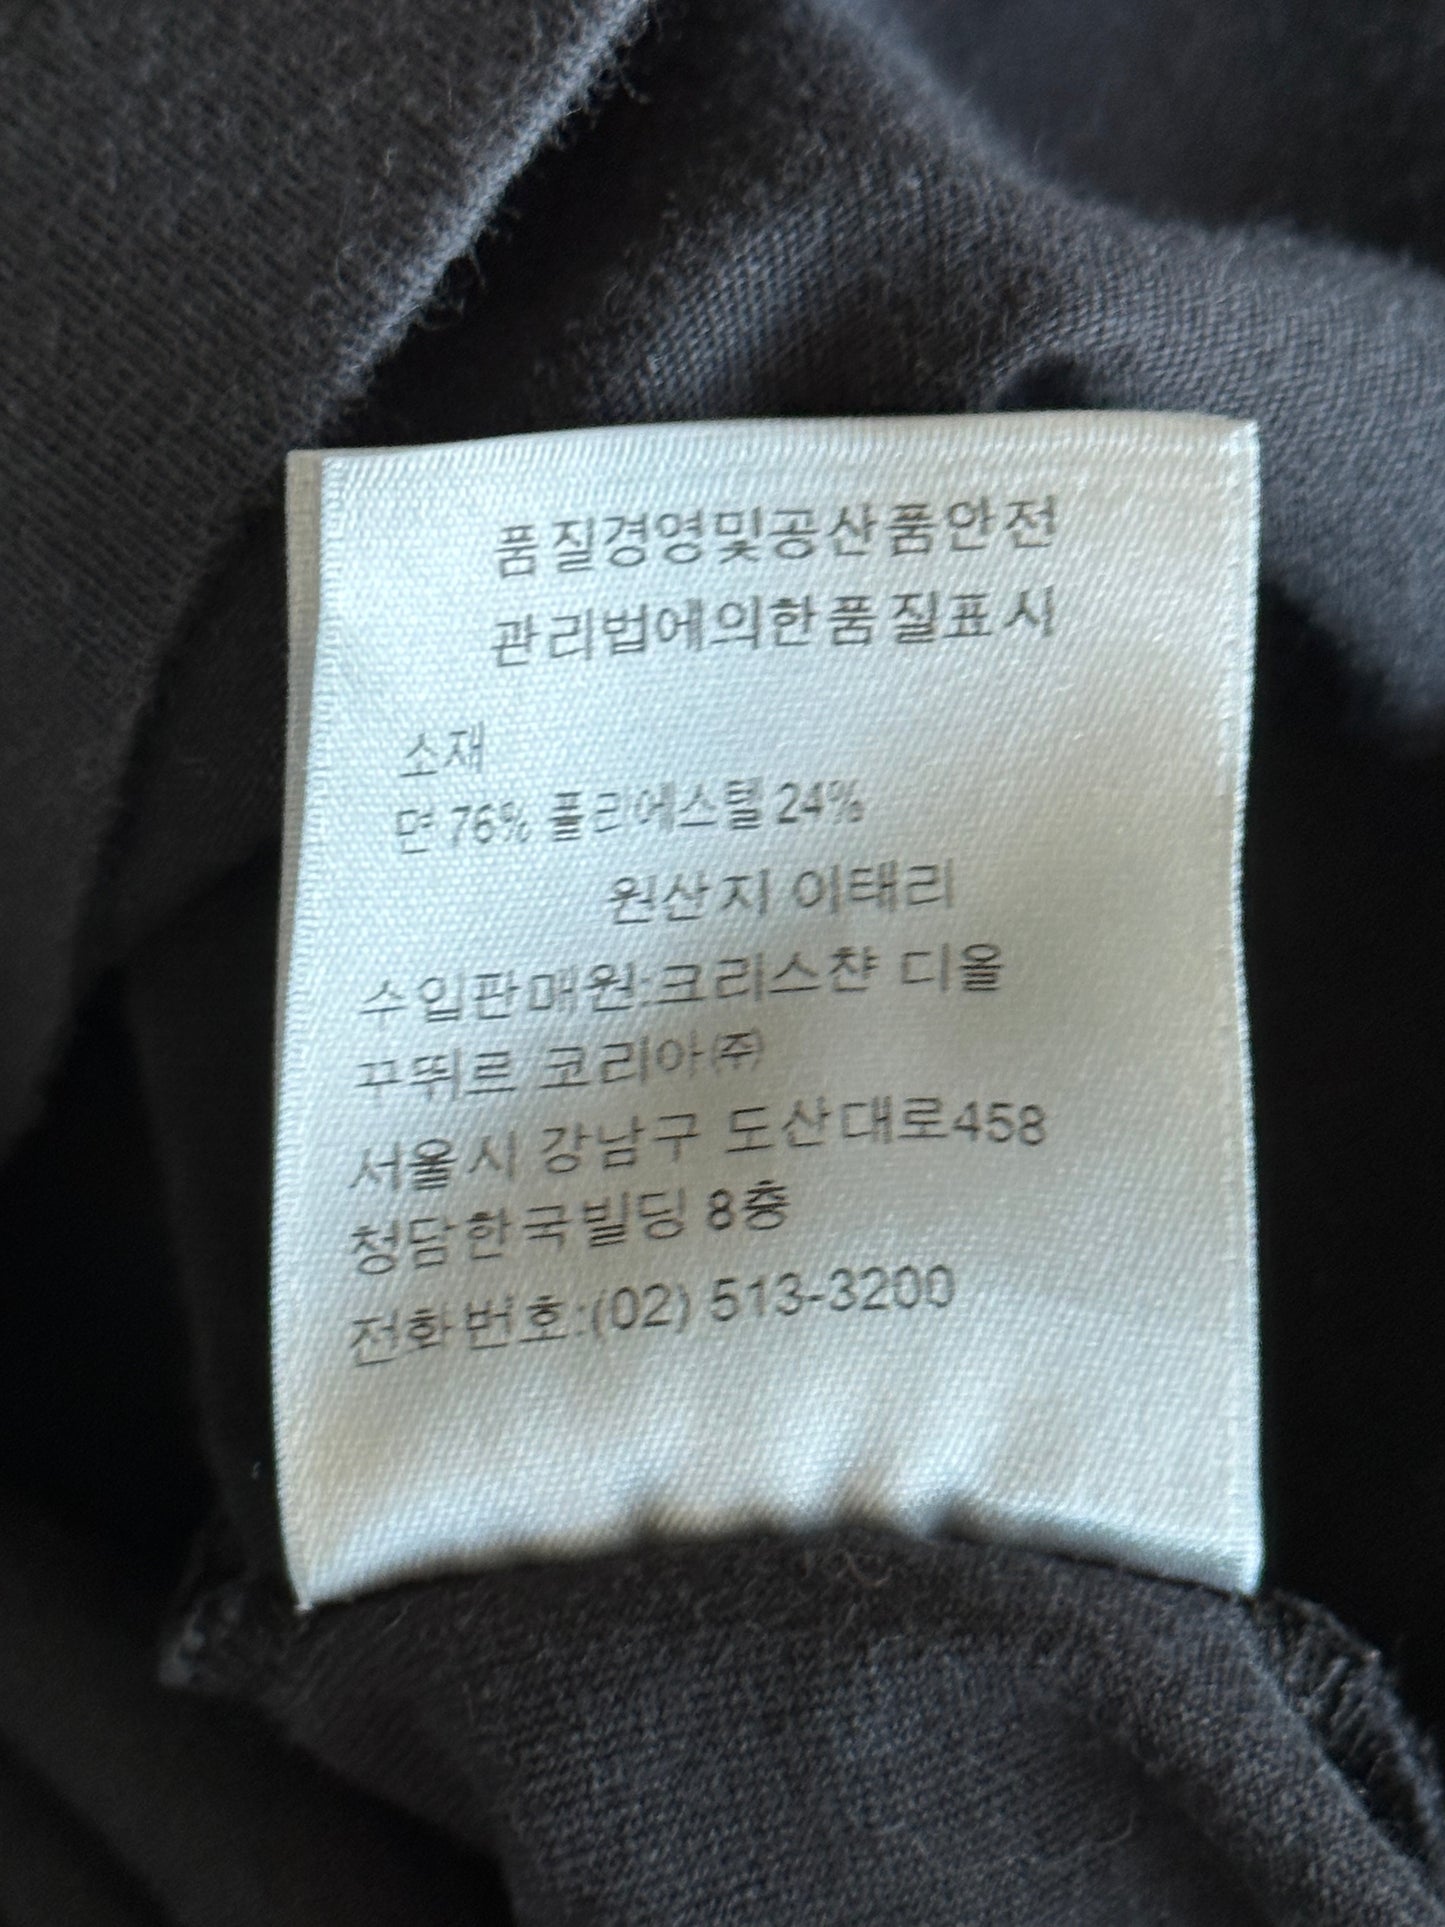 품질경영및공산품안전
관리법에의한품질표시
소재
면 76% 폴리에스텔 24%
원산지 이태리
수입판매원:크리스챤 디올
꾸뛰르 코리아㈜
서울시 강남구 도산대로458
청담한국빌딩 8층
전화번호:(02) 513-3200